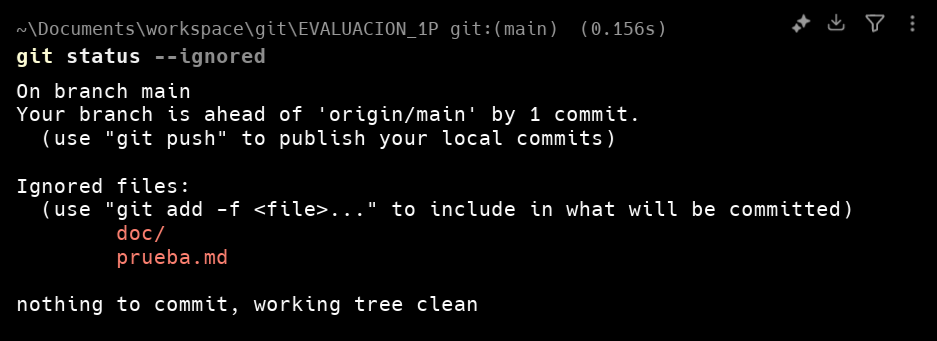 ~\Documents\workspace\git\EVALUACION_1P git:(main) (0.156s)
git status --ignored
On branch main
Your branch is ahead of 'origin/main' by 1 commit.
  (use "git push" to publish your local commits)

Ignored files:
  (use "git add -f <file>..." to include in what will be committed)
        doc/
        prueba.md

nothing to commit, working tree clean